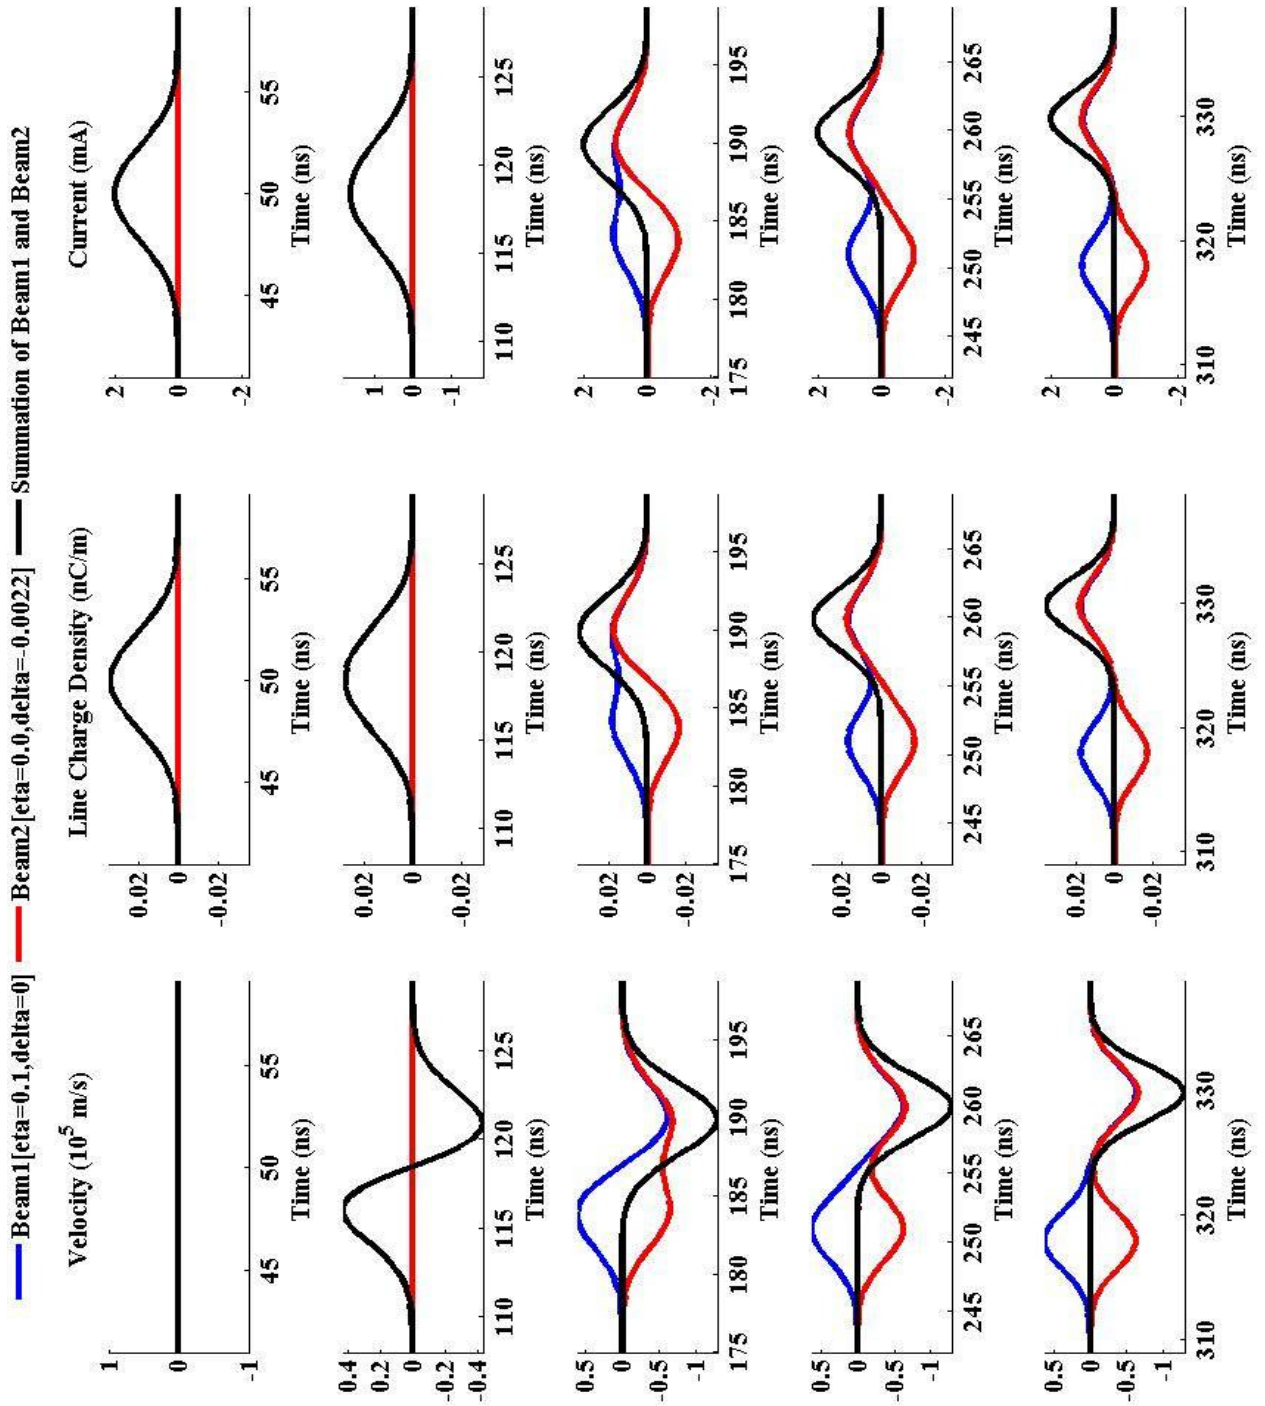 Beam1[eta=0.1,delta=0] Beam2[eta=0.0,delta=-0.0022] Summation of Beam1 and Beam2
Velocity (10⁵ m/s) Line Charge Density (nC/m) Current (mA)
1 0.02 2
0 0 0
-1 -0.02 -2
45 50 55 45 50 55 45 50 55
Time (ns) Time (ns) Time (ns)
0.4 0.02 1
0.2
0 0 0
-0.2
-0.4 -0.02 -1
110 115 120 125 110 115 120 125 110 115 120 125
Time (ns) Time (ns) Time (ns)
0.5 0.02 2
0 0 0
-0.5
-1 -0.02 -2
175 180 185 190 195 175 180 185 190 195 175 180 185 190 195
Time (ns) Time (ns) Time (ns)
0.5 0.02 2
0 0 0
-0.5
-1 -0.02 -2
245 250 255 260 265 245 250 255 260 265 245 250 255 260 265
Time (ns) Time (ns) Time (ns)
0.5 0.02 2
0 0 0
-0.5
-1 -0.02 -2
310 320 330 310 320 330 310 320 330
Time (ns) Time (ns) Time (ns)